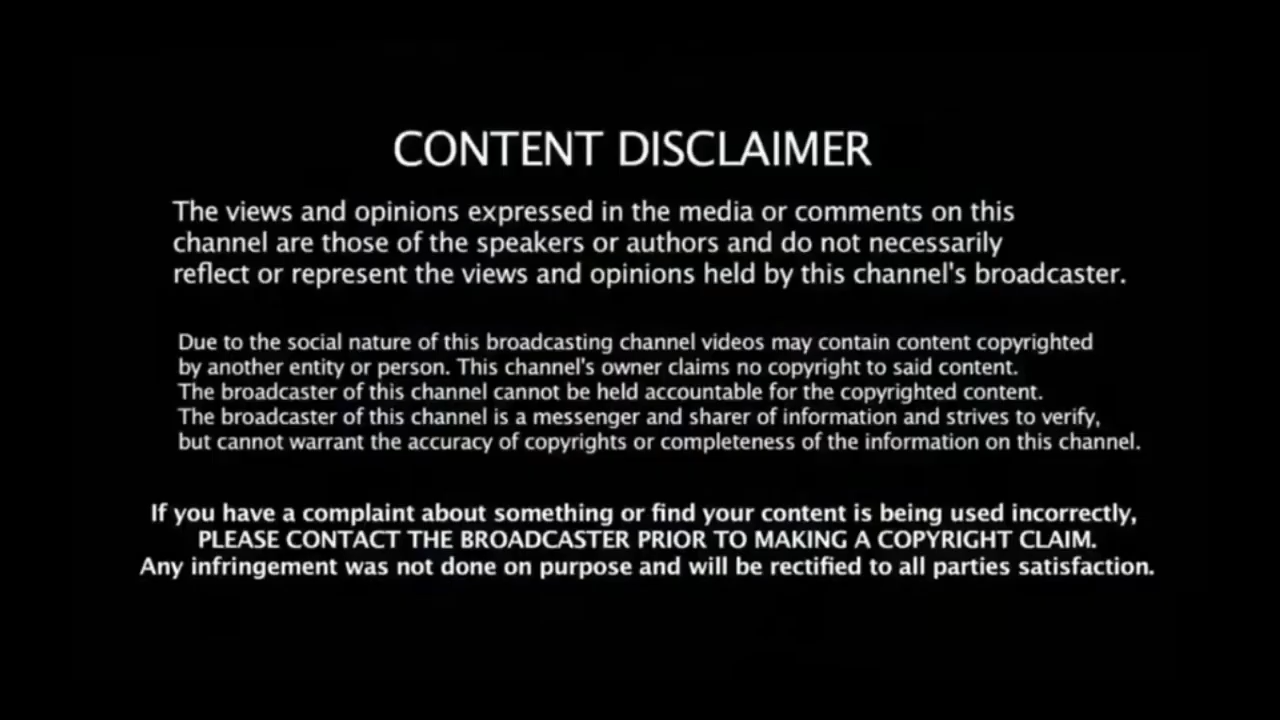 CONTENT DISCLAIMER
The views and opinions expressed in the media or comments on this
channel are those of the speakers or authors and do not necessarily
reflect or represent the views and opinions held by this channel's broadcaster.
Due to the social nature of this broadcasting channel videos may contain content copyrighted
by another entity or person. This channel's owner claims no copyright to said content.
The broadcaster of this channel cannot be held accountable for the copyrighted content.
The broadcaster of this channel is a messenger and sharer of information and strives to verify,
but cannot warrant the accuracy of copyrights or completeness of the information on this channel.
If you have a complaint about something or find your content is being used incorrectly,
PLEASE CONTACT THE BROADCASTER PRIOR TO MAKING A COPYRIGHT CLAIM.
Any infringement was not done on purpose and will be rectified to all parties satisfaction.